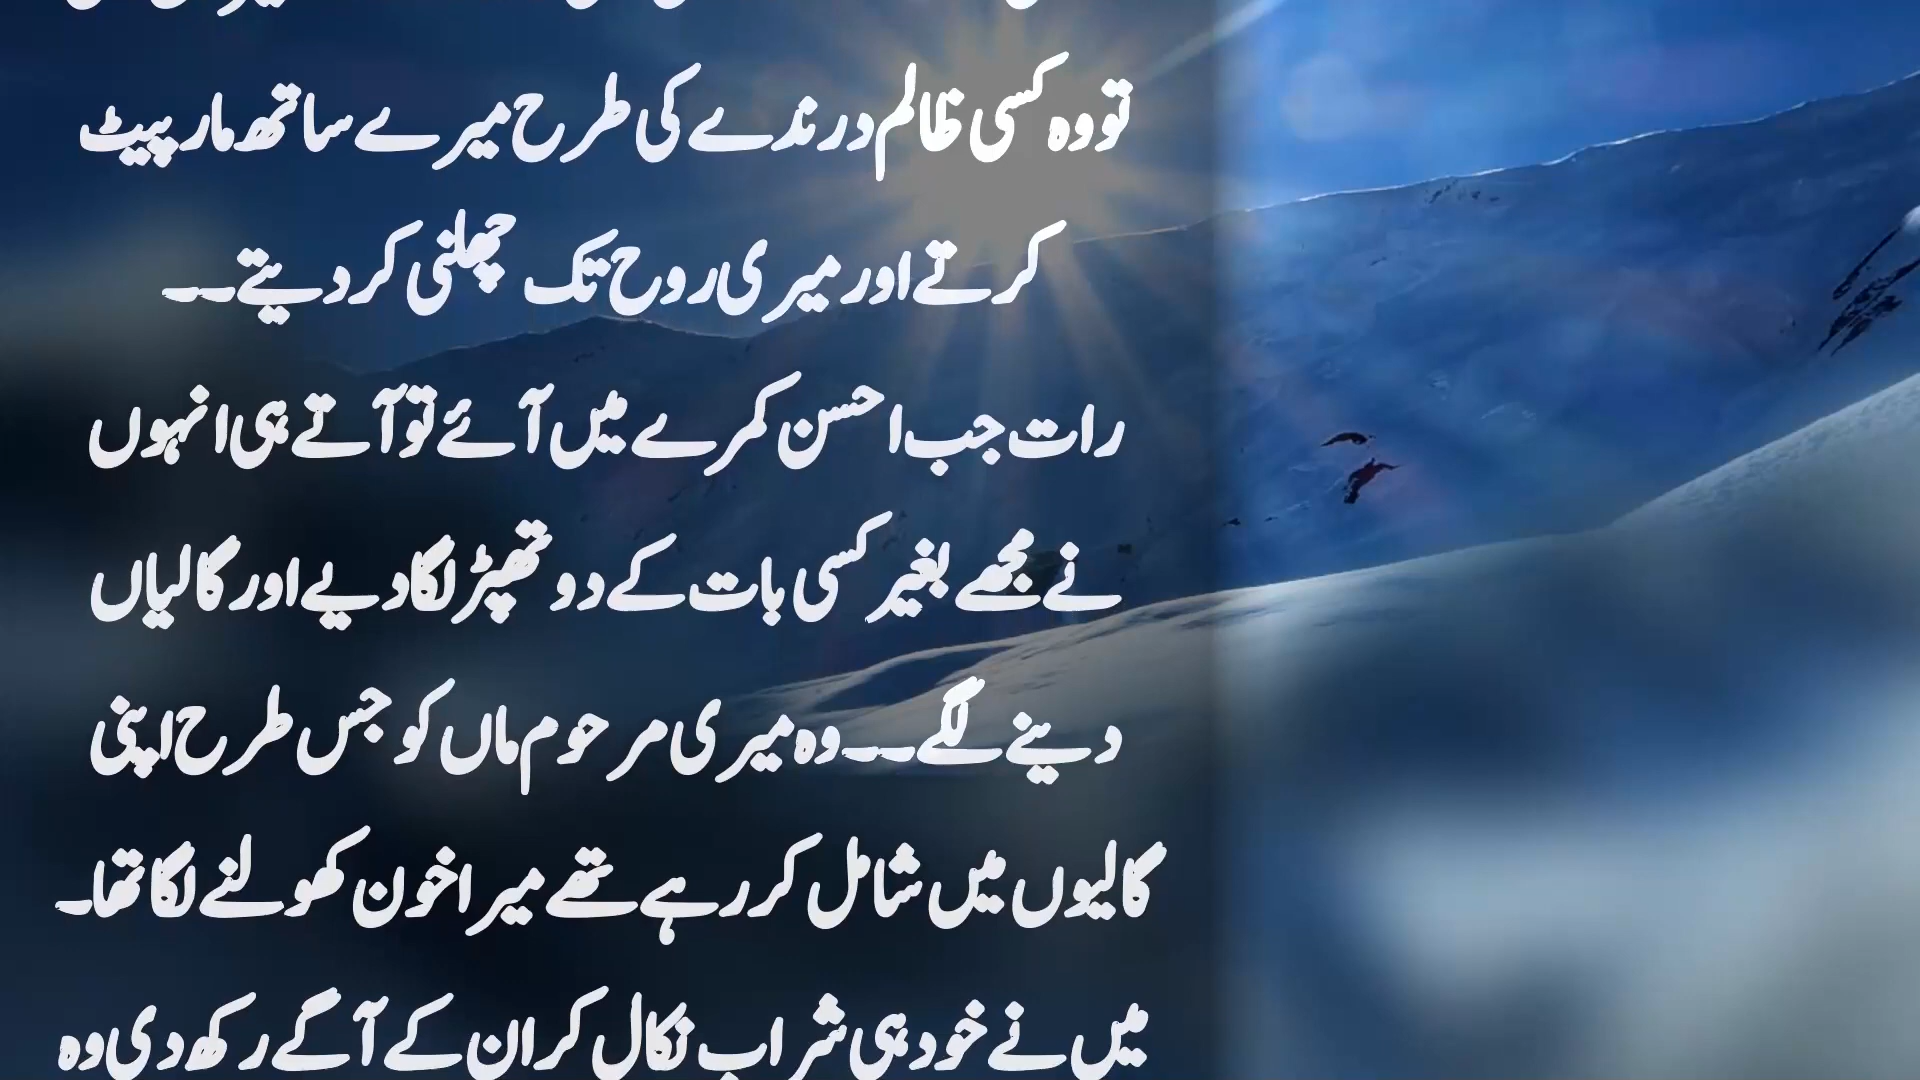 تو وہ کسی ظالم درندے کی طرح میرے ساتھ مار پیٹ
کرتے اور میری روح تک چھلنی کر دیتے۔۔
رات جب احسن کمرے میں آئے تو آتے ہی انہوں
نے مجھے بغیر کسی بات کے دو تھپڑ لگا دیے اور گالیاں
دینے لگے۔۔ وہ میری مرحوم ماں کو جس طرح اپنی
گالیوں میں شامل کر رہے تھے میرا خون کھولنے لگا تھا۔
میں نے خود ہی شراب نکال کر ان کے آگے رکھ دی وہ